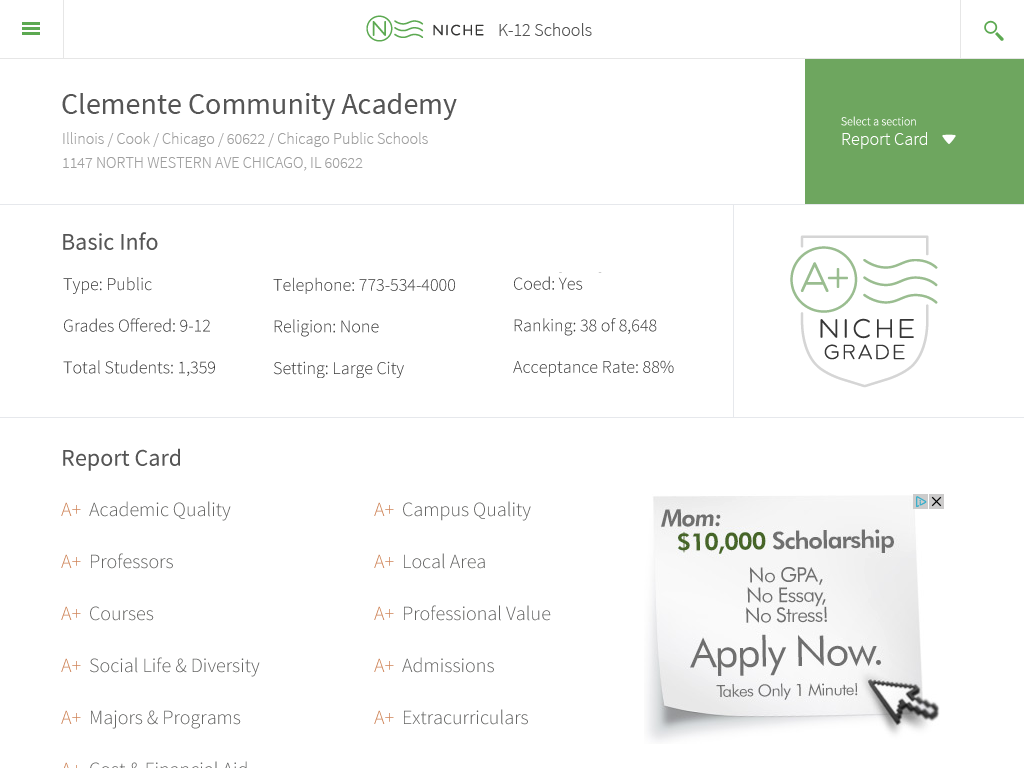 NICHE K-12 Schools
Clemente Community Academy
Illinois / Cook / Chicago / 60622 / Chicago Public Schools
1147 NORTH WESTERN AVE CHICAGO, IL 60622
Select a section
Report Card
Basic Info
Type: Public
Telephone: 773-534-4000
Coed: Yes
Grades Offered: 9-12
Religion: None
Ranking: 38 of 8,648
Total Students: 1,359
Setting: Large City
Acceptance Rate: 88%
A+
NICHE
GRADE
Report Card
A+ Academic Quality
A+ Campus Quality
A+ Professors
A+ Local Area
A+ Courses
A+ Professional Value
A+ Social Life & Diversity
A+ Admissions
A+ Majors & Programs
A+ Extracurriculars
A+ Cost & Financial Aid
Mom:
$10,000 Scholarship
No GPA,
No Essay,
No Stress!
Apply Now.
Takes Only 1 Minute!